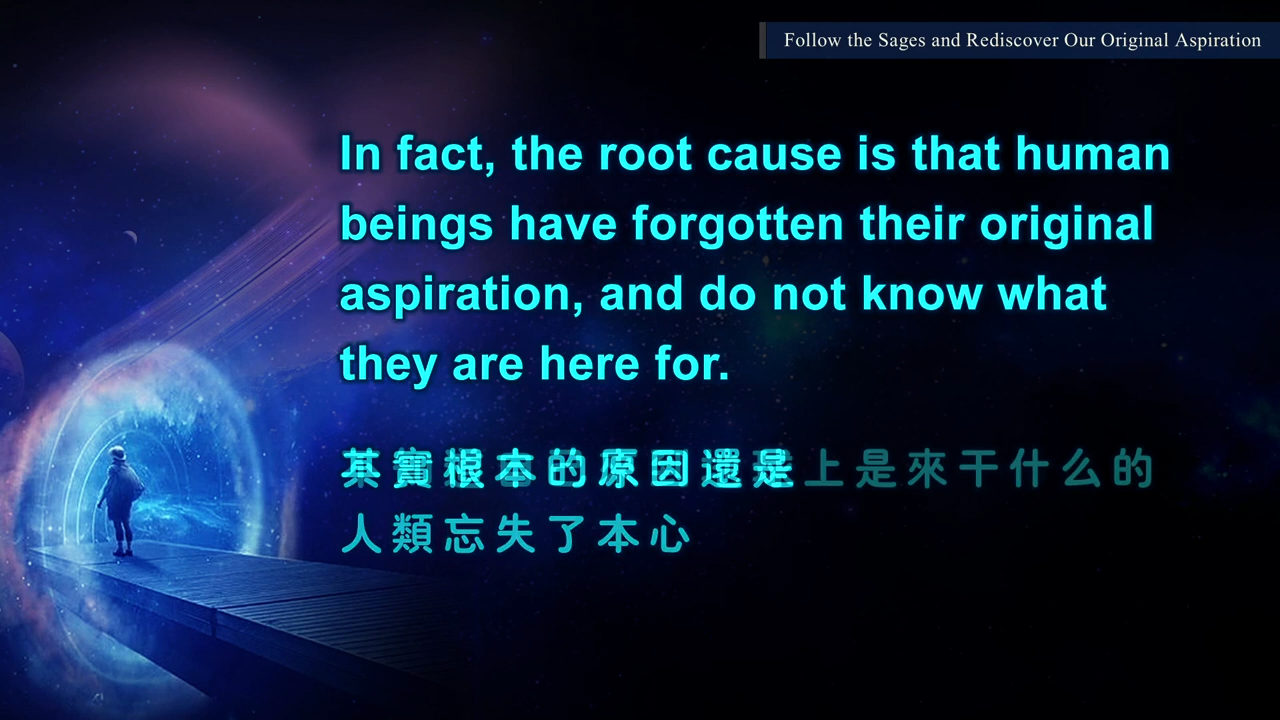 Follow the Sages and Rediscover Our Original Aspiration
In fact, the root cause is that human
beings have forgotten their original
aspiration, and do not know what
they are here for.
其實根本的原因還是上是來干什么的
人類忘失了本心